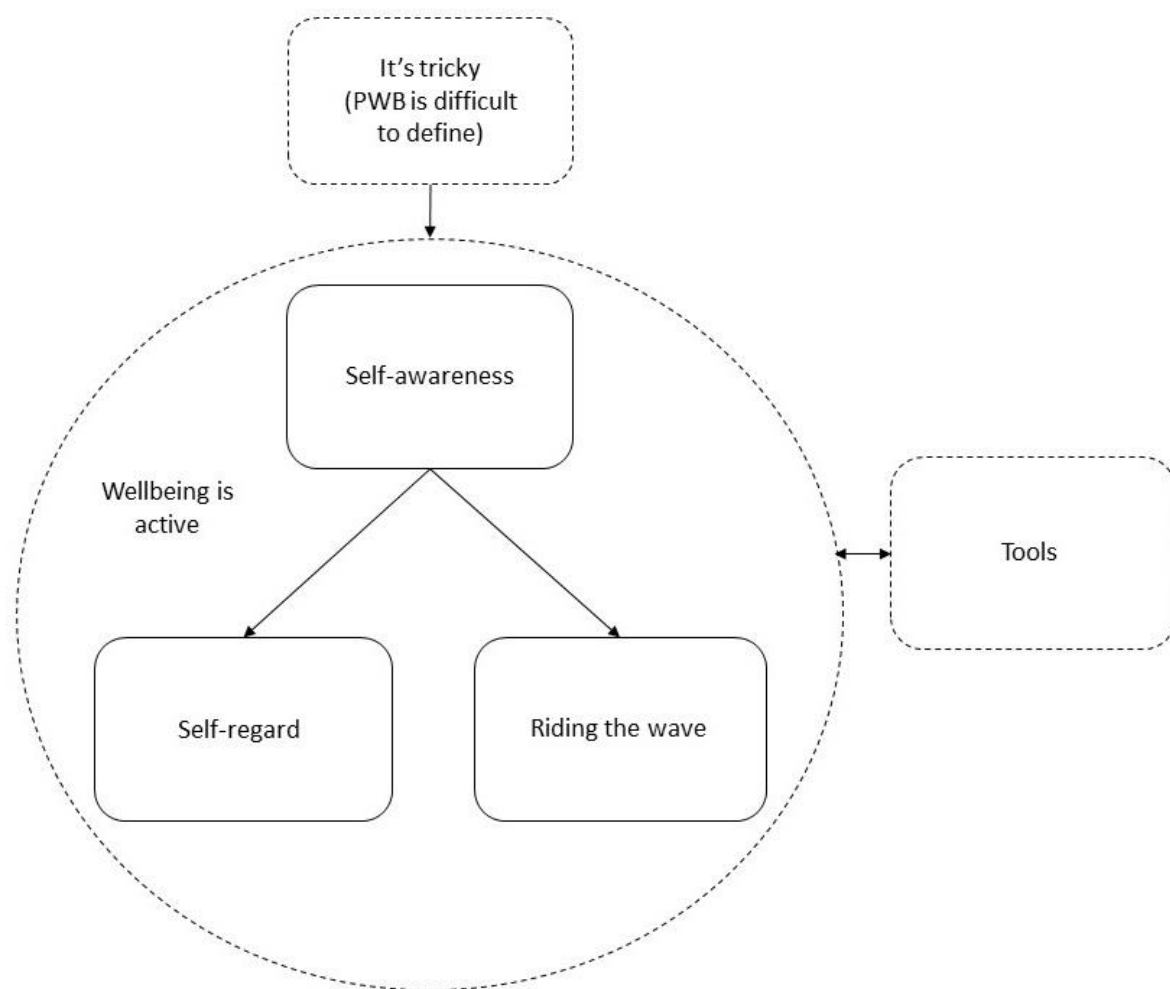 It's tricky
(PWB is difficult
to define)
Self-awareness
Wellbeing is
active
Tools
Self-regard
Riding the wave